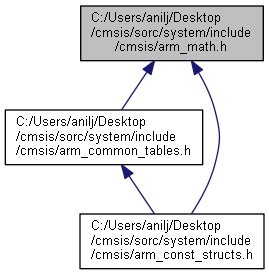 C:/Users/anilj/Desktop
/cmsis/sorc/system/include
/cmsis/arm_math.h
C:/Users/anilj/Desktop
/cmsis/sorc/system/include
/cmsis/arm_common_tables.h
C:/Users/anilj/Desktop
/cmsis/sorc/system/include
/cmsis/arm_const_structs.h